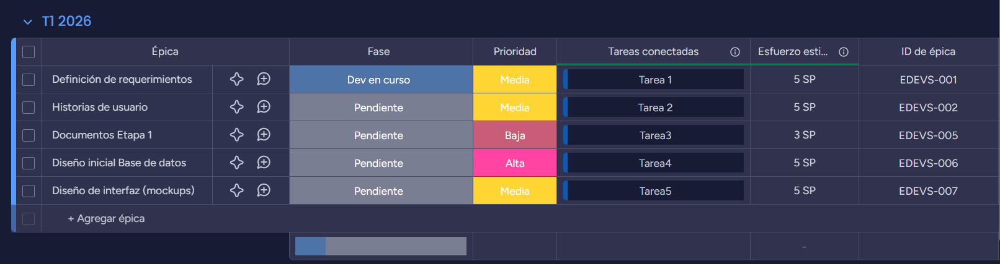 T1 2026
Épica Fase Prioridad Tareas conectadas Esfuerzo esti... ID de épica
Definición de requerimientos Dev en curso Media Tarea 1 5 SP EDEVS-001
Historias de usuario Pendiente Media Tarea 2 5 SP EDEVS-002
Documentos Etapa 1 Pendiente Baja Tarea3 3 SP EDEVS-005
Diseño inicial Base de datos Pendiente Alta Tarea4 5 SP EDEVS-006
Diseño de interfaz (mockups) Pendiente Media Tarea5 5 SP EDEVS-007
+ Agregar épica
-